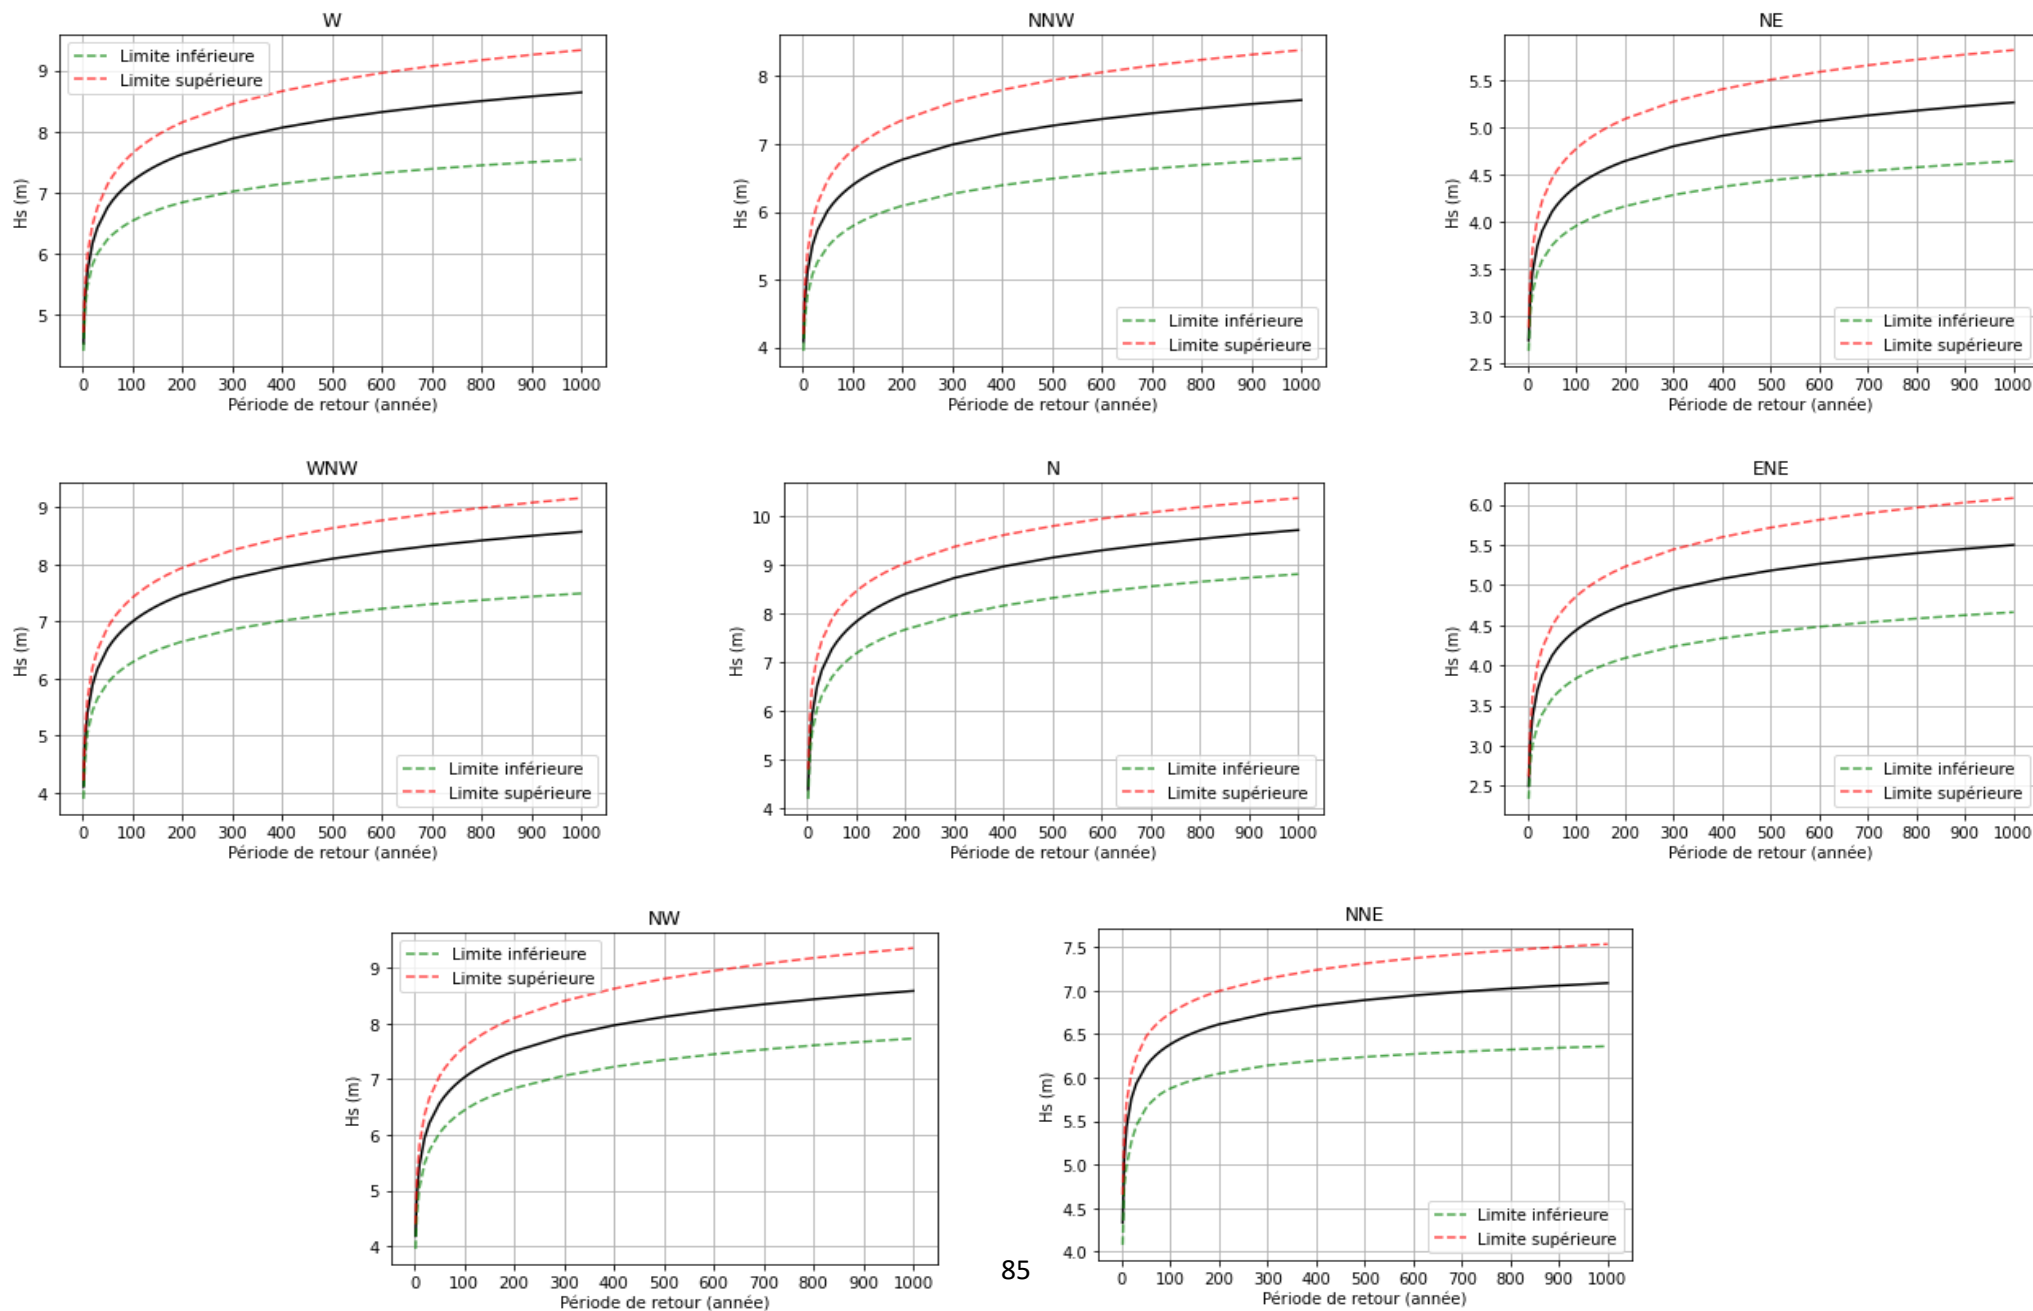 W
Limite inférieure
Limite supérieure
Hs (m)
9
8
7
6
5
0 100 200 300 400 500 600 700 800 900 1000
Période de retour (année)
NNW
Hs (m)
8
7
6
5
4
Limite inférieure
Limite supérieure
0 100 200 300 400 500 600 700 800 900 1000
Période de retour (année)
NE
Hs (m)
5.5
5.0
4.5
4.0
3.5
3.0
2.5
Limite inférieure
Limite supérieure
0 100 200 300 400 500 600 700 800 900 1000
Période de retour (année)
WNW
Hs (m)
9
8
7
6
5
4
Limite inférieure
Limite supérieure
0 100 200 300 400 500 600 700 800 900 1000
Période de retour (année)
N
Hs (m)
10
9
8
7
6
5
4
Limite inférieure
Limite supérieure
0 100 200 300 400 500 600 700 800 900 1000
Période de retour (année)
ENE
Hs (m)
6.0
5.5
5.0
4.5
4.0
3.5
3.0
2.5
Limite inférieure
Limite supérieure
0 100 200 300 400 500 600 700 800 900 1000
Période de retour (année)
NW
Limite inférieure
Limite supérieure
Hs (m)
9
8
7
6
5
4
0 100 200 300 400 500 600 700 800 900 1000
Période de retour (année)
NNE
Hs (m)
7.5
7.0
6.5
6.0
5.5
5.0
4.5
4.0
Limite inférieure
Limite supérieure
0 100 200 300 400 500 600 700 800 900 1000
Période de retour (année)
85